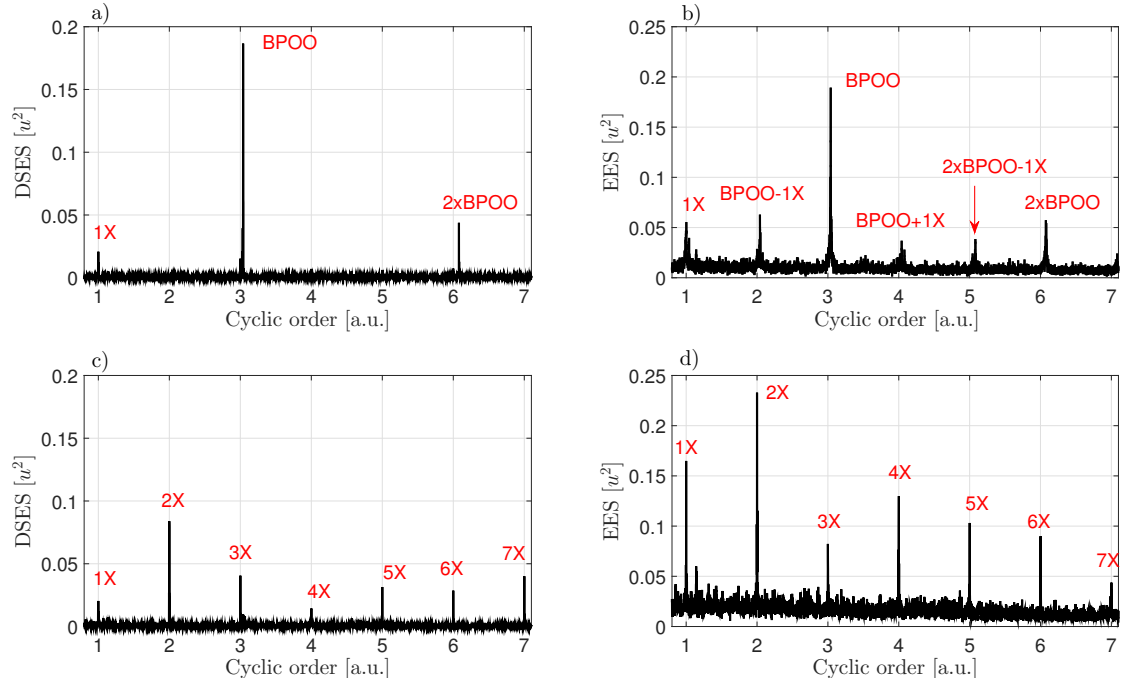 a)
DSES [u²]
0.2
0.15
0.1
0.05
0
BPOO
2xBPOO
1X
1 2 3 4 5 6 7
Cyclic order [a.u.]
b)
EES [u²]
0.25
0.2
0.15
0.1
0.05
0
BPOO
2xBPOO-1X
BPOO-1X
1X
2xBPOO
BPOO+1X
1 2 3 4 5 6 7
Cyclic order [a.u.]
c)
DSES [u²]
0.2
0.15
0.1
0.05
0
1X
2X
3X
4X
5X
6X
7X
1 2 3 4 5 6 7
Cyclic order [a.u.]
d)
EES [u²]
0.25
0.2
0.15
0.1
0.05
0
1X
2X
3X
4X
5X
6X
7X
1 2 3 4 5 6 7
Cyclic order [a.u.]